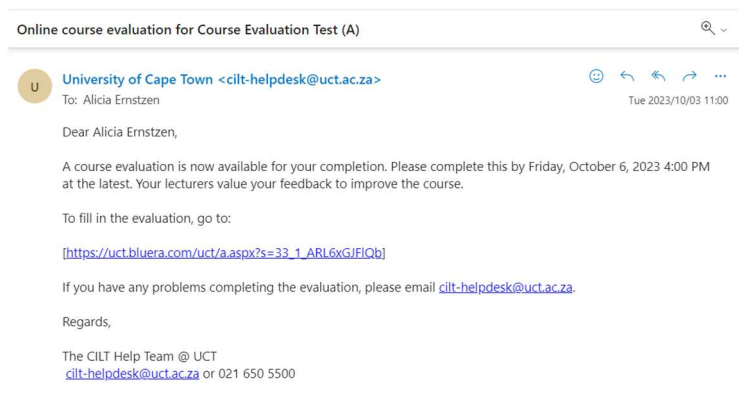 Online course evaluation for Course Evaluation Test (A)
U
University of Cape Town <cilt-helpdesk@uct.ac.za>
To: Alicia Ernstzen
Tue 2023/10/03 11:00
Dear Alicia Ernstzen,
A course evaluation is now available for your completion. Please complete this by Friday, October 6, 2023 4:00 PM
at the latest. Your lecturers value your feedback to improve the course.
To fill in the evaluation, go to:
[https://uct.bluera.com/uct/a.aspx?s=33_1_ARL6xGJFlQb]
If you have any problems completing the evaluation, please email cilt-helpdesk@uct.ac.za.
Regards,
The CILT Help Team @ UCT
cilt-helpdesk@uct.ac.za or 021 650 5500